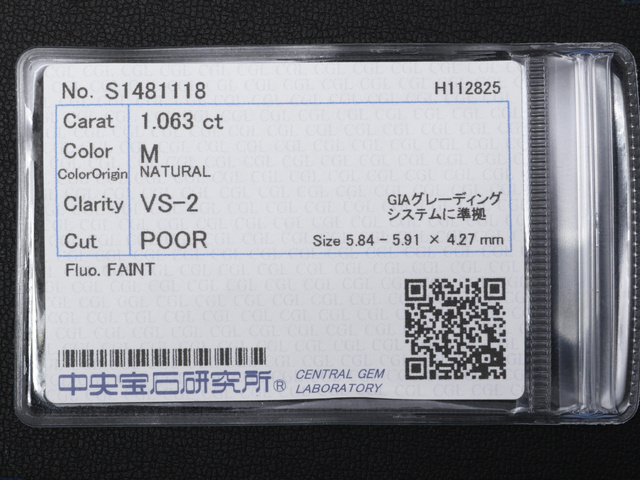 No. S1481118 H112825
Carat 1.063 ct
Color M
ColorOrigin NATURAL
Clarity VS-2
GIAグレーディング
システムに準拠
Cut POOR Size 5.84 - 5.91 × 4.27 mm
Fluo. FAINT
中央宝石研究所® CENTRAL GEM
LABORATORY